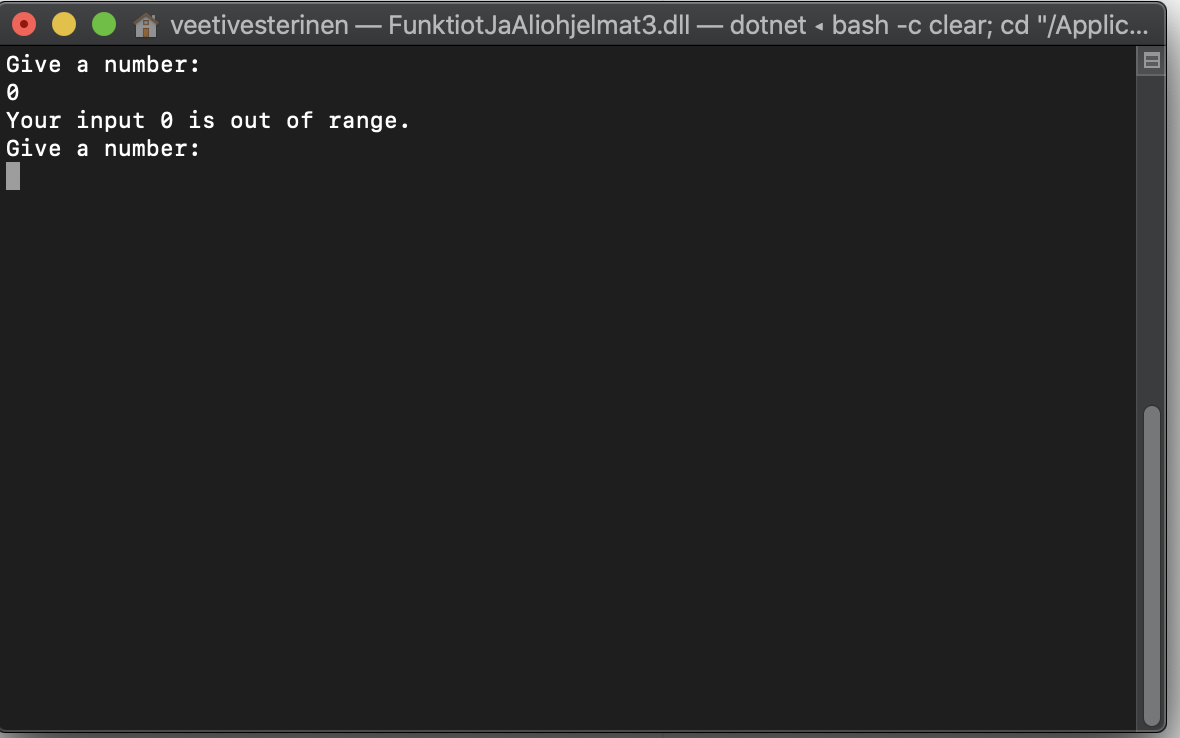 veetivesterinen — FunktiotJaAliohjelmat3.dll — dotnet ◂ bash -c clear; cd "/Applic...
Give a number:
0
Your input 0 is out of range.
Give a number: